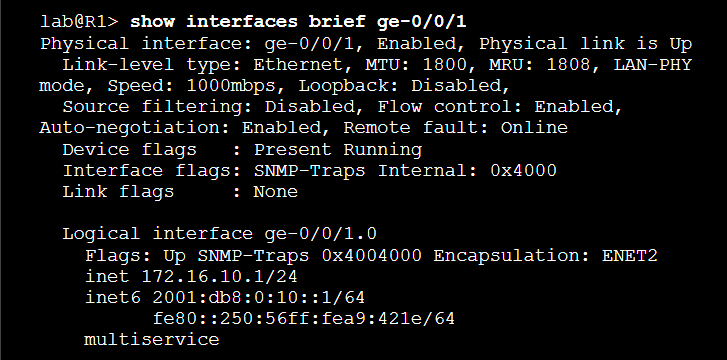 lab@R1> show interfaces brief ge-0/0/1
Physical interface: ge-0/0/1, Enabled, Physical link is Up
  Link-level type: Ethernet, MTU: 1800, MRU: 1808, LAN-PHY
mode, Speed: 1000mbps, Loopback: Disabled,
  Source filtering: Disabled, Flow control: Enabled,
Auto-negotiation: Enabled, Remote fault: Online
  Device flags   : Present Running
  Interface flags: SNMP-Traps Internal: 0x4000
  Link flags     : None

  Logical interface ge-0/0/1.0
    Flags: Up SNMP-Traps 0x4004000 Encapsulation: ENET2
    inet 172.16.10.1/24
    inet6 2001:db8:0:10::1/64
          fe80::250:56ff:fea9:421e/64
    multiservice